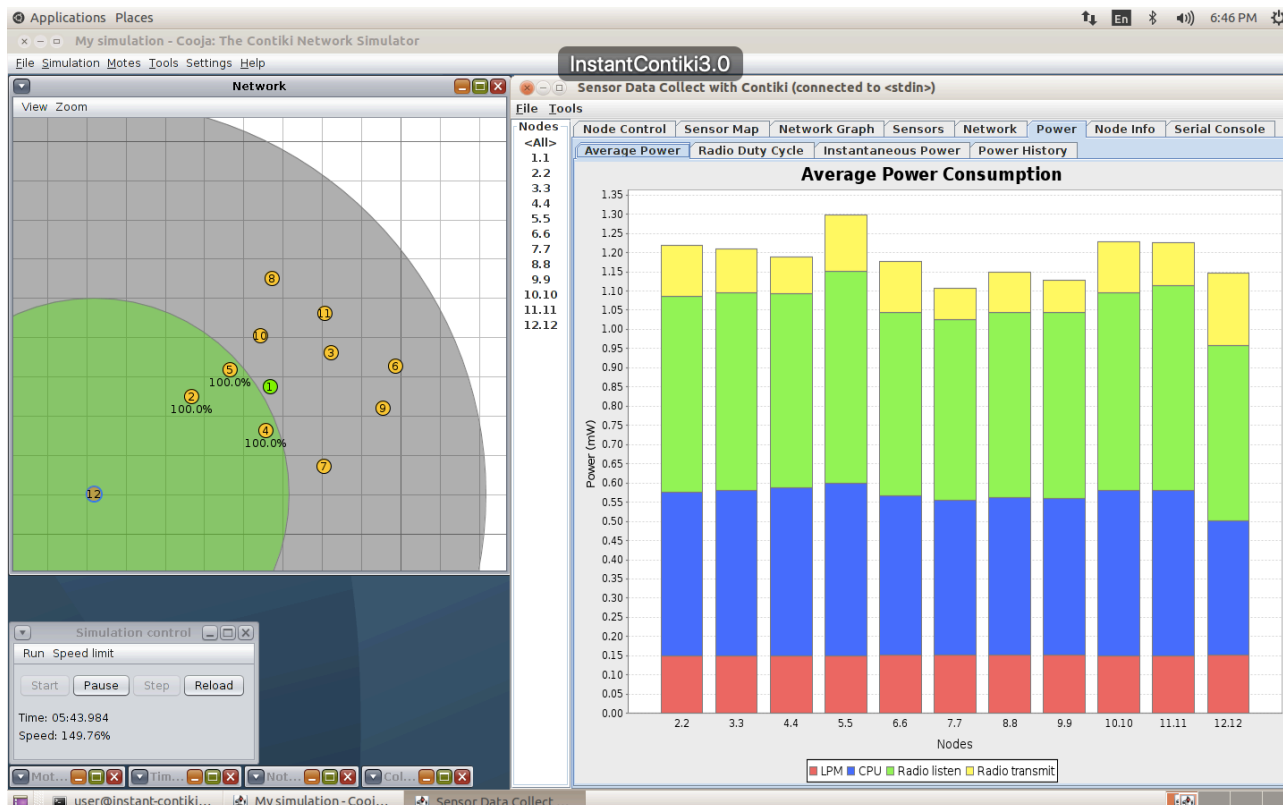 Applications Places
En 6:46 PM
My simulation - Cooja: The Contiki Network Simulator
File Simulation Motes Tools Settings Help
InstantContiki3.0
Network
View Zoom
8
11
10
3
5
100.0%
6
1
2
100.0%
9
4
100.0%
7
12
Simulation control
Run Speed limit
Start Pause Step Reload
Time: 05:43.984
Speed: 149.76%
Mot... Tim... Not... Col...
Sensor Data Collect with Contiki (connected to <stdin>)
File Tools
Nodes
<All>
1.1
2.2
3.3
4.4
5.5
6.6
7.7
8.8
9.9
10.10
11.11
12.12
Node Control Sensor Map Network Graph Sensors Network Power Node Info Serial Console
Average Power Radio Duty Cycle Instantaneous Power Power History
Average Power Consumption
Power (mW)
1.35
1.30
1.25
1.20
1.15
1.10
1.05
1.00
0.95
0.90
0.85
0.80
0.75
0.70
0.65
0.60
0.55
0.50
0.45
0.40
0.35
0.30
0.25
0.20
0.15
0.10
0.05
0.00
2.2 3.3 4.4 5.5 6.6 7.7 8.8 9.9 10.10 11.11 12.12
Nodes
LPM CPU Radio listen Radio transmit
user@instant-contiki... My simulation - Cooj... Sensor Data Collect